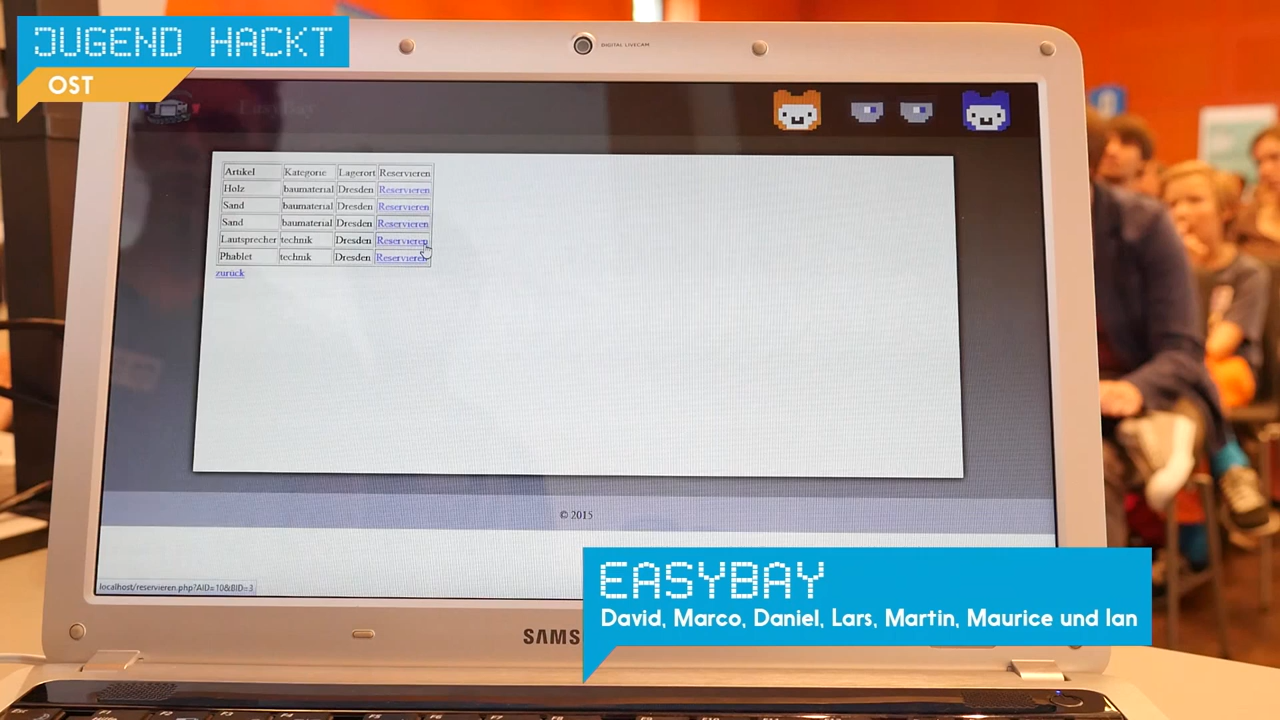 JUGEND HACKT
OST
DIGITAL LIVECAM
EasyBay
Artikel Kategorie Lagerort Reservieren
Holz baumaterial Dresden Reservieren
Sand baumaterial Dresden Reservieren
Sand baumaterial Dresden Reservieren
Lautsprecher technik Dresden Reservieren
Phablet technik Dresden Reservieren
zurück
© 2015
localhost/reservieren.php?AID=10&BID=3
EASYBAY
David, Marco, Daniel, Lars, Martin, Maurice und Ian
SAMS